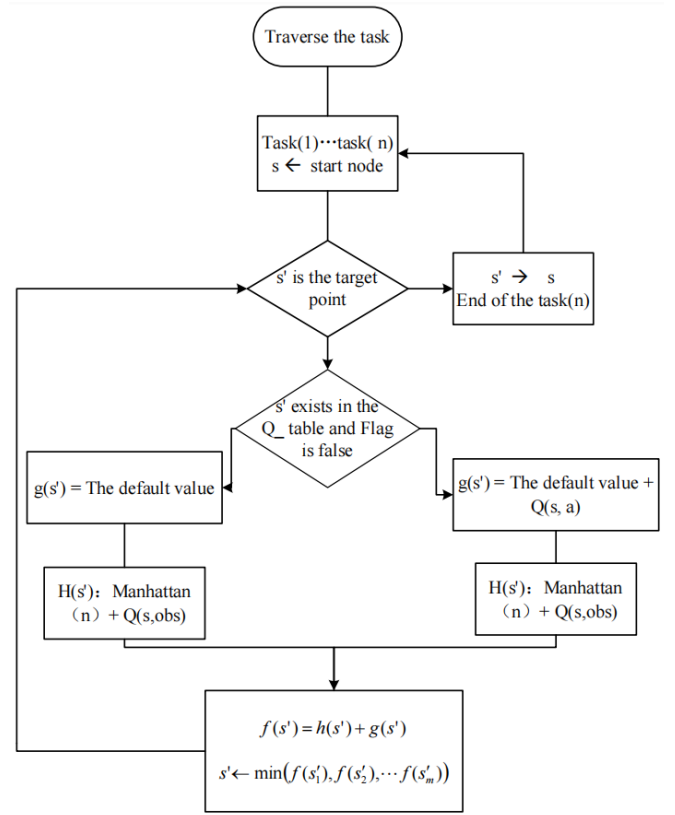 Traverse the task
Task(1)···task( n)
s ← start node
s' is the target
point
s' → s
End of the task(n)
s' exists in the
Q_ table and Flag
is false
g(s') = The default value
g(s') = The default value +
Q(s, a)
H(s'): Manhattan
（n）+ Q(s,obs)
H(s'): Manhattan
（n）+ Q(s,obs)
f(s') = h(s') + g(s')
s' ← min(f(s'₁), f(s'₂), ··· f(s'ₘ))